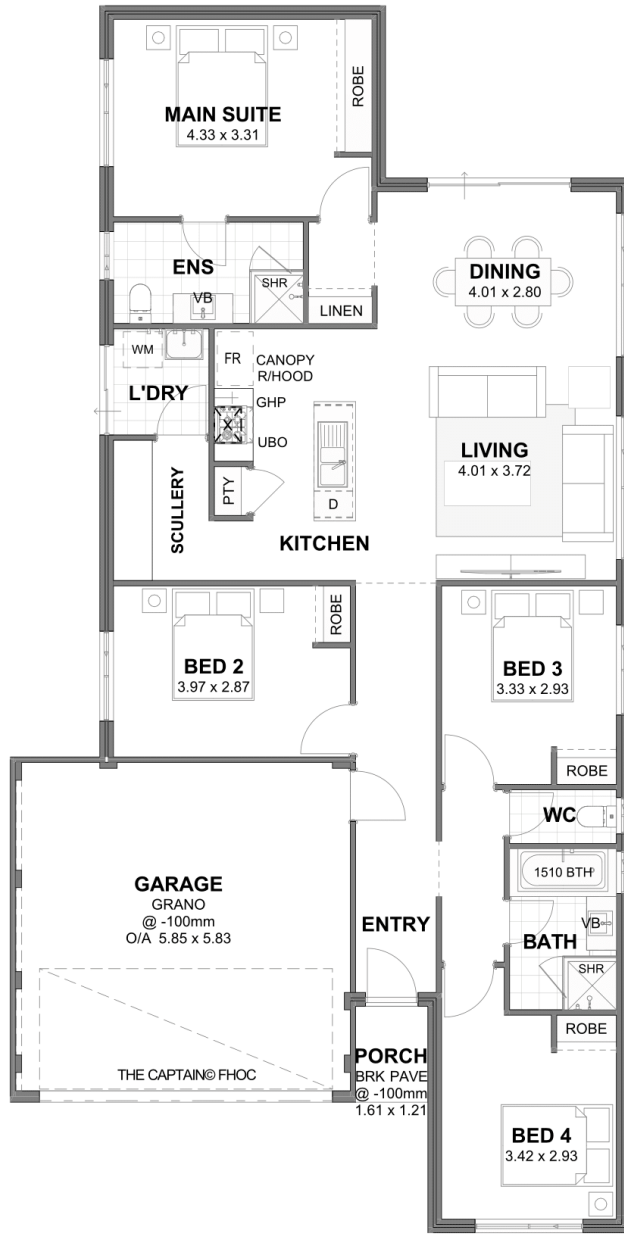 ROBE
MAIN SUITE
4.33 x 3.31
ENS
SHR
VB
LINEN
DINING
4.01 x 2.80
WM
FR
CANOPY
R/HOOD
L'DRY
GHP
UBO
LIVING
4.01 x 3.72
SCULLERY
PTY
D
KITCHEN
ROBE
BED 2
3.97 x 2.87
BED 3
3.33 x 2.93
ROBE
WC
GARAGE
GRANO
@ -100mm
O/A 5.85 x 5.83
1510 BTH
ENTRY
VB
BATH
SHR
ROBE
THE CAPTAIN© FHOC
PORCH
BRK PAVE
@ -100mm
1.61 x 1.21
BED 4
3.42 x 2.93